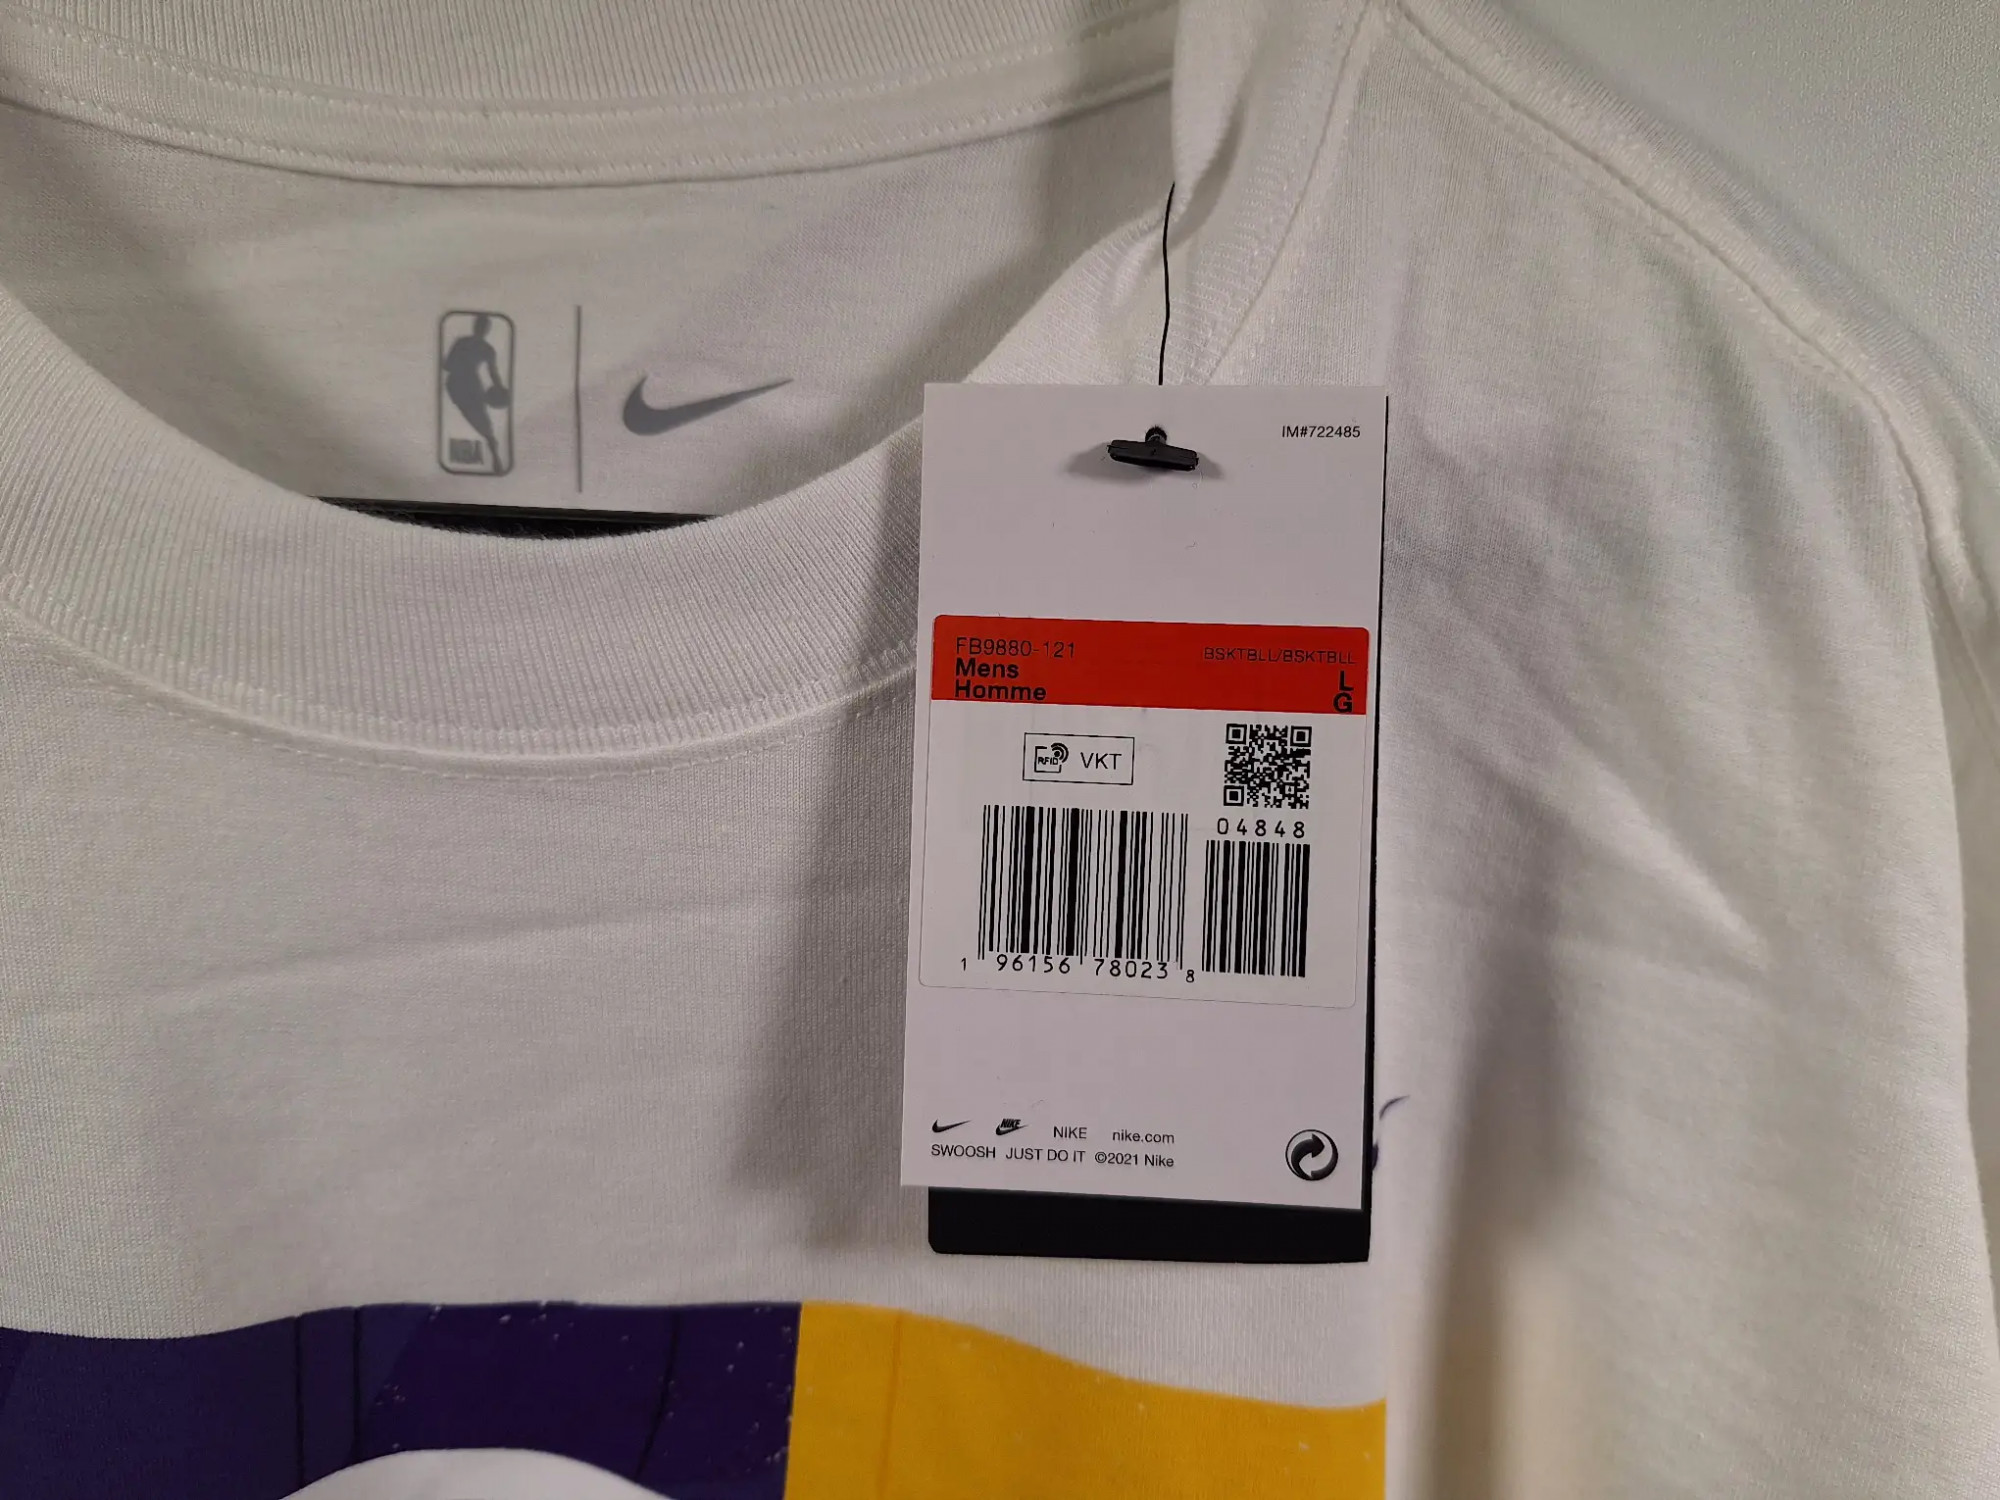 NBA
IM#722485
FB9880-121 BSKTBLL/BSKTBLL
Mens L
Homme G
RFID VKT
04848
1 96156 78023 8
NIKE NIKE nike.com
SWOOSH JUST DO IT ©2021 Nike